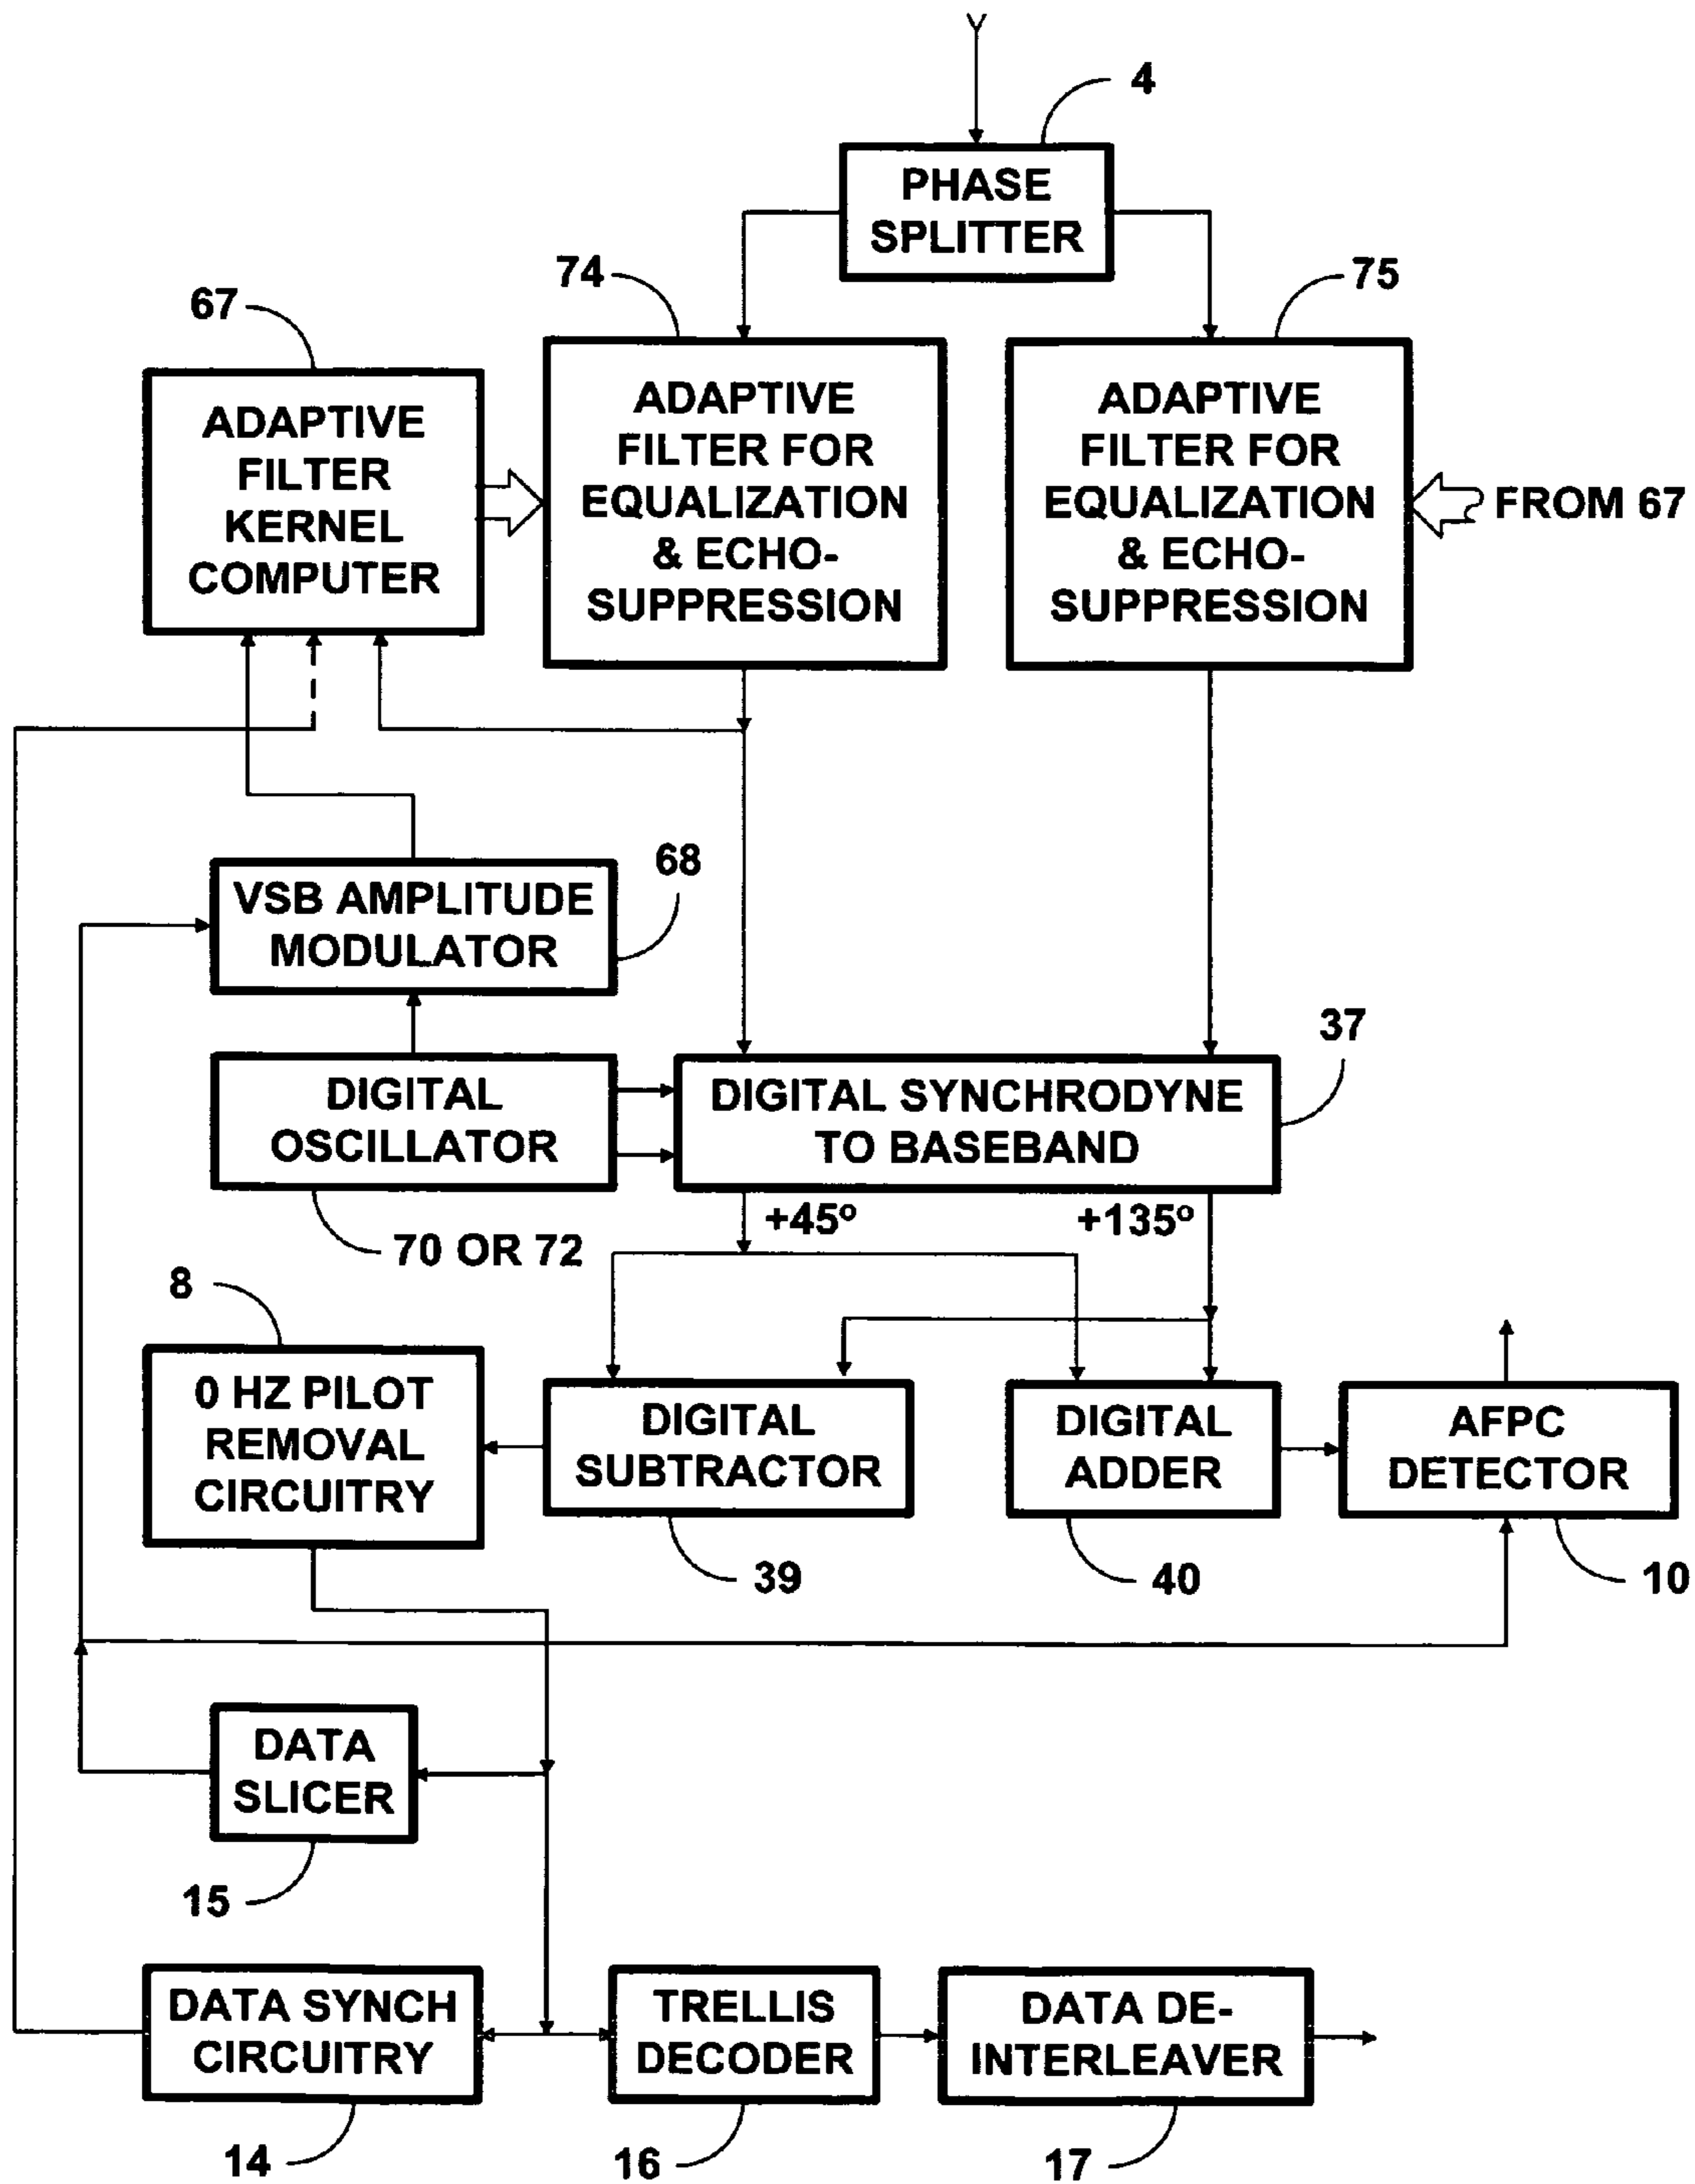 4
PHASE
SPLITTER
74
75
67
ADAPTIVE
FILTER
KERNEL
COMPUTER
ADAPTIVE
FILTER FOR
EQUALIZATION
& ECHO-
SUPPRESSION
ADAPTIVE
FILTER FOR
EQUALIZATION
& ECHO-
SUPPRESSION
FROM 67
68
VSB AMPLITUDE
MODULATOR
37
DIGITAL
OSCILLATOR
DIGITAL SYNCHRODYNE
TO BASEBAND
+45º
+135º
70 OR 72
8
0 HZ PILOT
REMOVAL
CIRCUITRY
DIGITAL
SUBTRACTOR
DIGITAL
ADDER
AFPC
DETECTOR
39
40
10
DATA
SLICER
15
DATA SYNCH
CIRCUITRY
TRELLIS
DECODER
DATA DE-
INTERLEAVER
14
16
17